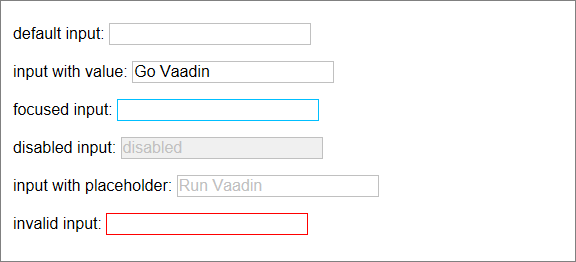 default input:
input with value: Go Vaadin
focused input:
disabled input: disabled
input with placeholder: Run Vaadin
invalid input: